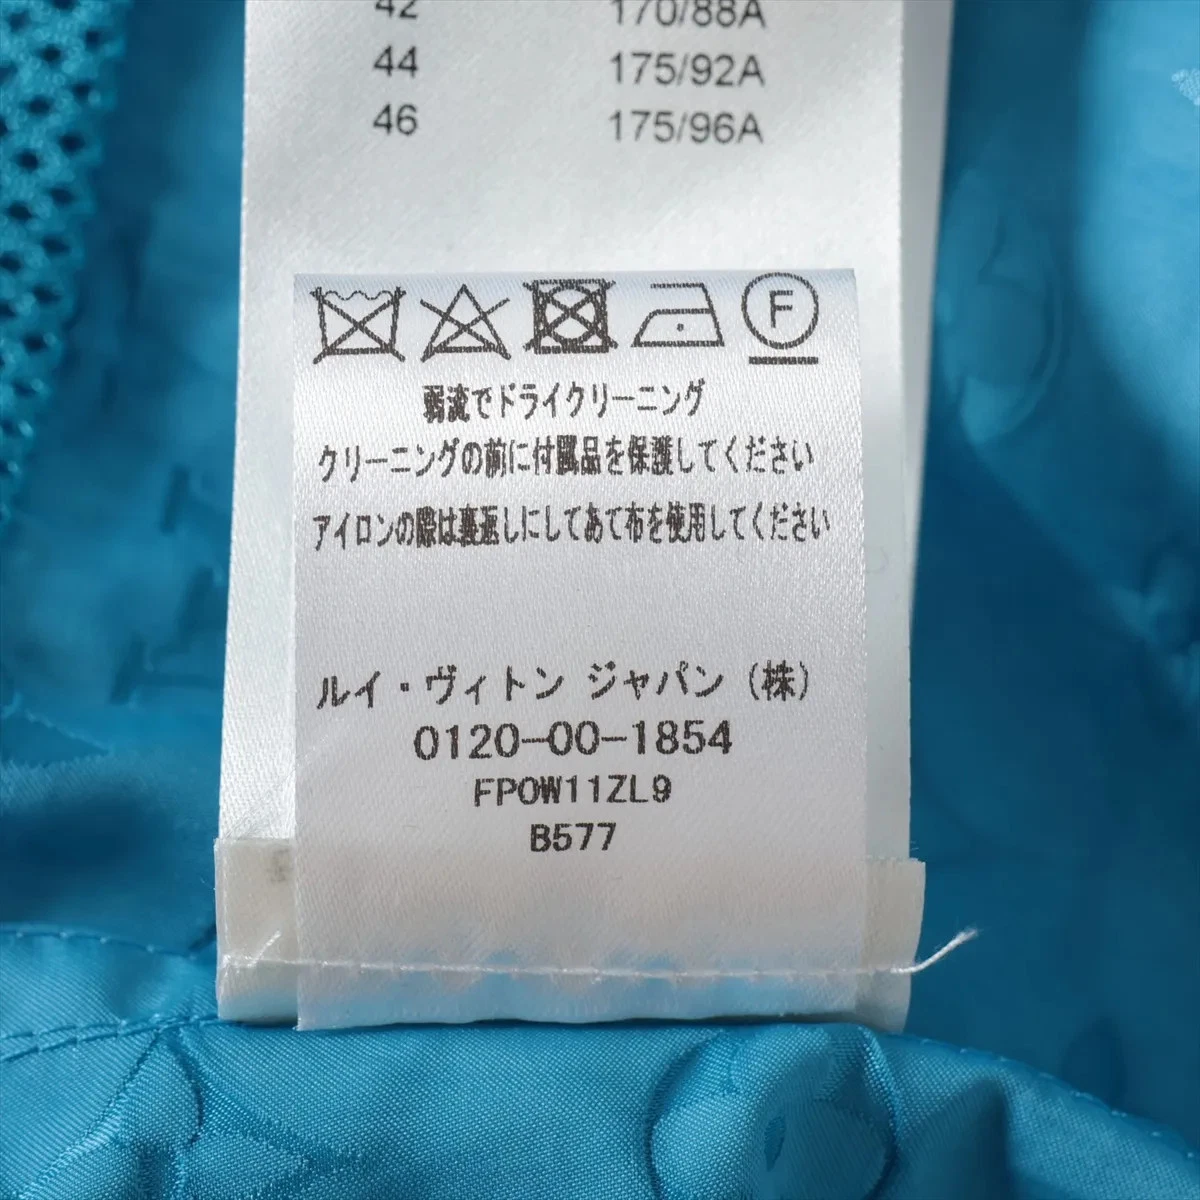 42 170/88A
44 175/92A
46 175/96A
F
弱流でドライクリーニング
クリーニングの前に付属品を保護してください
アイロンの際は裏返しにしてあて布を使用してください
ルイ・ヴィトン ジャパン (株)
0120-00-1854
FPOW11ZL9
B577